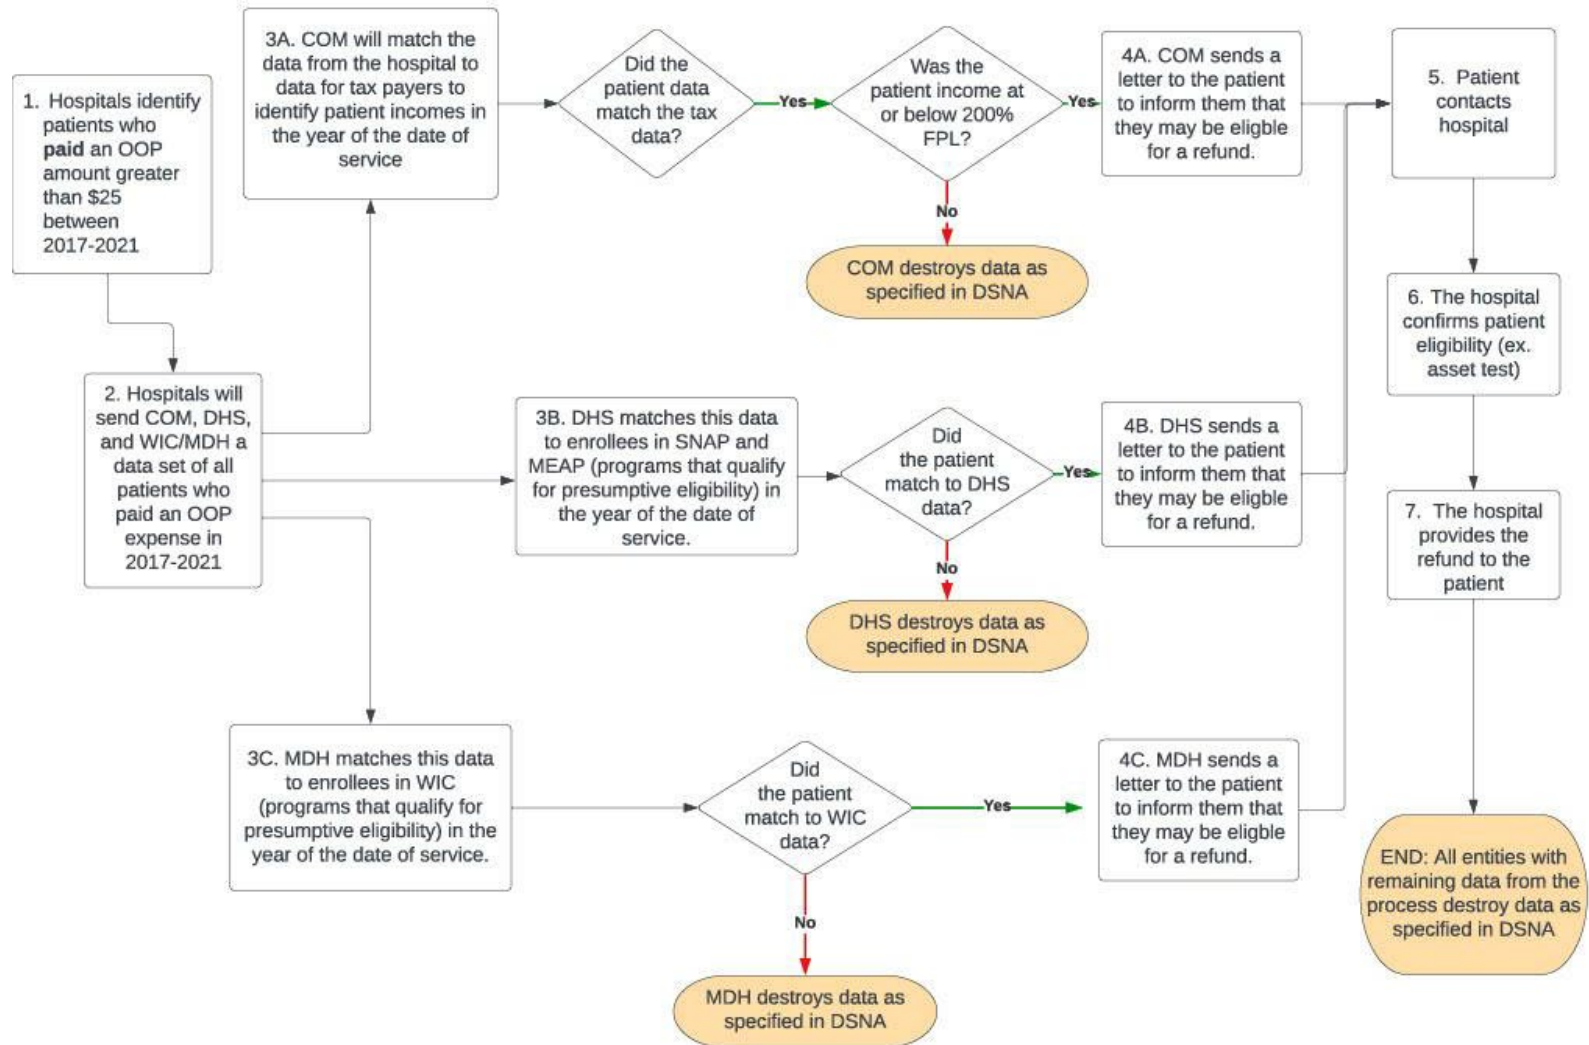 1. Hospitals identify
patients who
paid an OOP
amount greater
than $25
between
2017-2021
2. Hospitals will
send COM, DHS,
and WIC/MDH a
data set of all
patients who
paid an OOP
expense in
2017-2021
3A. COM will match the
data from the hospital to
data for tax payers to
identify patient incomes in
the year of the date of
service
Did the
patient data
match the tax
data?
Yes
Was the
patient income at
or below 200%
FPL?
Yes
No
COM destroys data as
specified in DSNA
4A. COM sends a
letter to the patient
to inform them that
they may be eligble
for a refund.
3B. DHS matches this data
to enrollees in SNAP and
MEAP (programs that qualify
for presumptive eligibility) in
the year of the date of
service.
Did
the patient
match to DHS
data?
Yes
No
DHS destroys data as
specified in DSNA
4B. DHS sends a
letter to the patient
to inform them that
they may be eligble
for a refund.
3C. MDH matches this data
to enrollees in WIC
(programs that qualify for
presumptive eligibility) in the
year of the date of service.
Did
the patient
match to WIC
data?
Yes
No
MDH destroys data as
specified in DSNA
4C. MDH sends a
letter to the patient
to inform them that
they may be eligble
for a refund.
5. Patient
contacts
hospital
6. The hospital
confirms patient
eligibility (ex.
asset test)
7. The hospital
provides the
refund to the
patient
END: All entities with
remaining data from the
process destroy data as
specified in DSNA